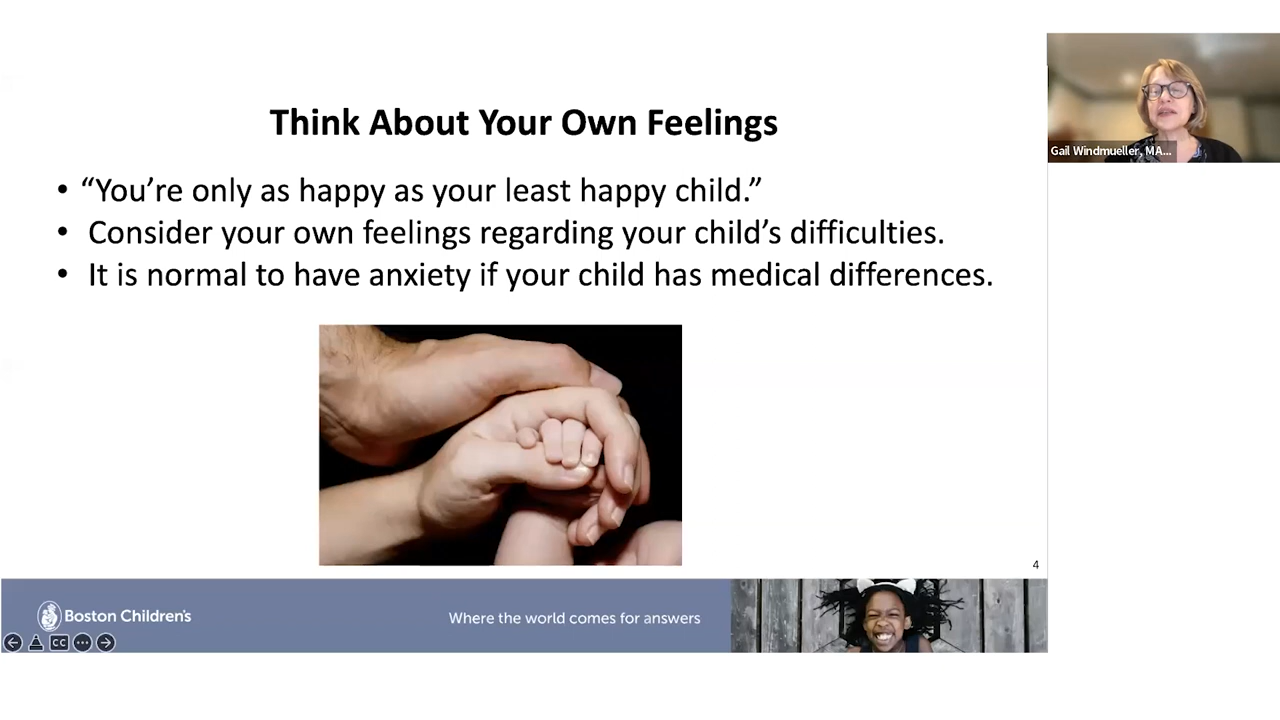 Think About Your Own Feelings
• “You’re only as happy as your least happy child.”
• Consider your own feelings regarding your child’s difficulties.
• It is normal to have anxiety if your child has medical differences.
4
Boston Children's
Where the world comes for answers
CC
Gail Windmueller, MA...